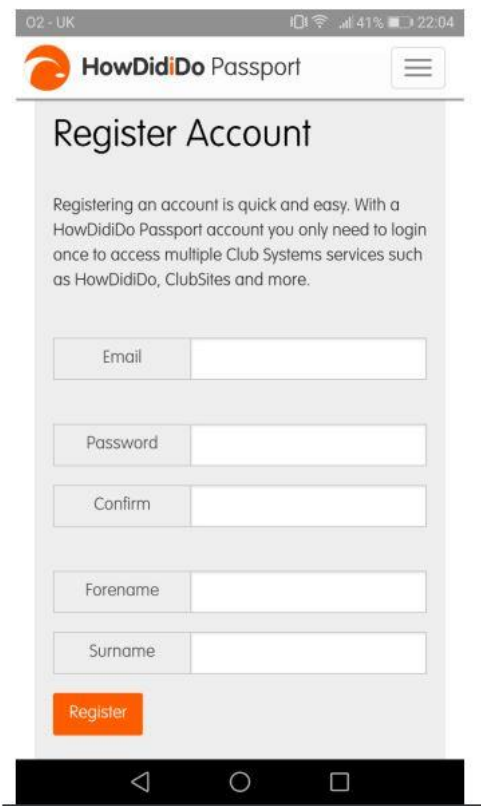 O2 - UK 41% 22:04
HowDidiDo Passport
Register Account
Registering an account is quick and easy. With a
HowDidiDo Passport account you only need to login
once to access multiple Club Systems services such
as HowDidiDo, ClubSites and more.
Email
Password
Confirm
Forename
Surname
Register